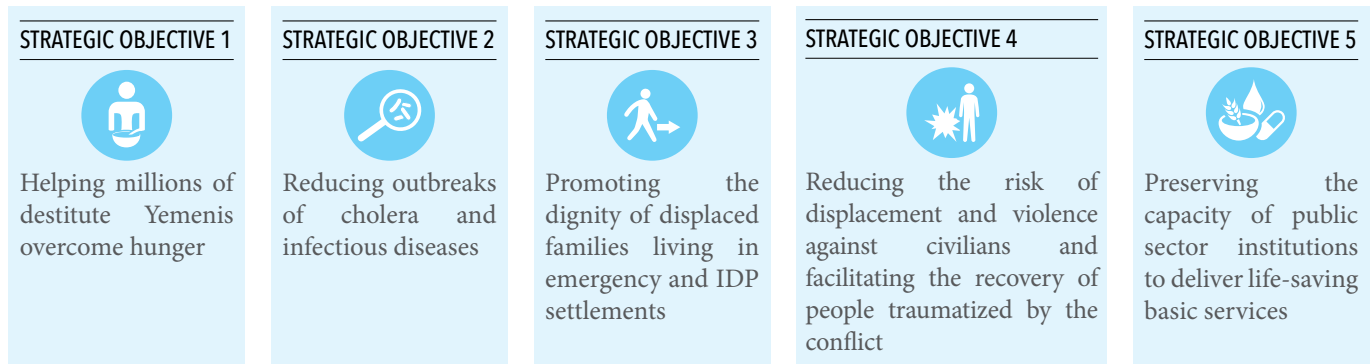 STRATEGIC OBJECTIVE 1
Helping millions of
destitute Yemenis
overcome hunger
STRATEGIC OBJECTIVE 2
Reducing outbreaks
of cholera and
infectious diseases
STRATEGIC OBJECTIVE 3
Promoting the
dignity of displaced
families living in
emergency and IDP
settlements
STRATEGIC OBJECTIVE 4
Reducing the risk of
displacement and violence
against civilians and
facilitating the recovery of
people traumatized by the
conflict
STRATEGIC OBJECTIVE 5
Preserving the
capacity of public
sector institutions
to deliver life-saving
basic services